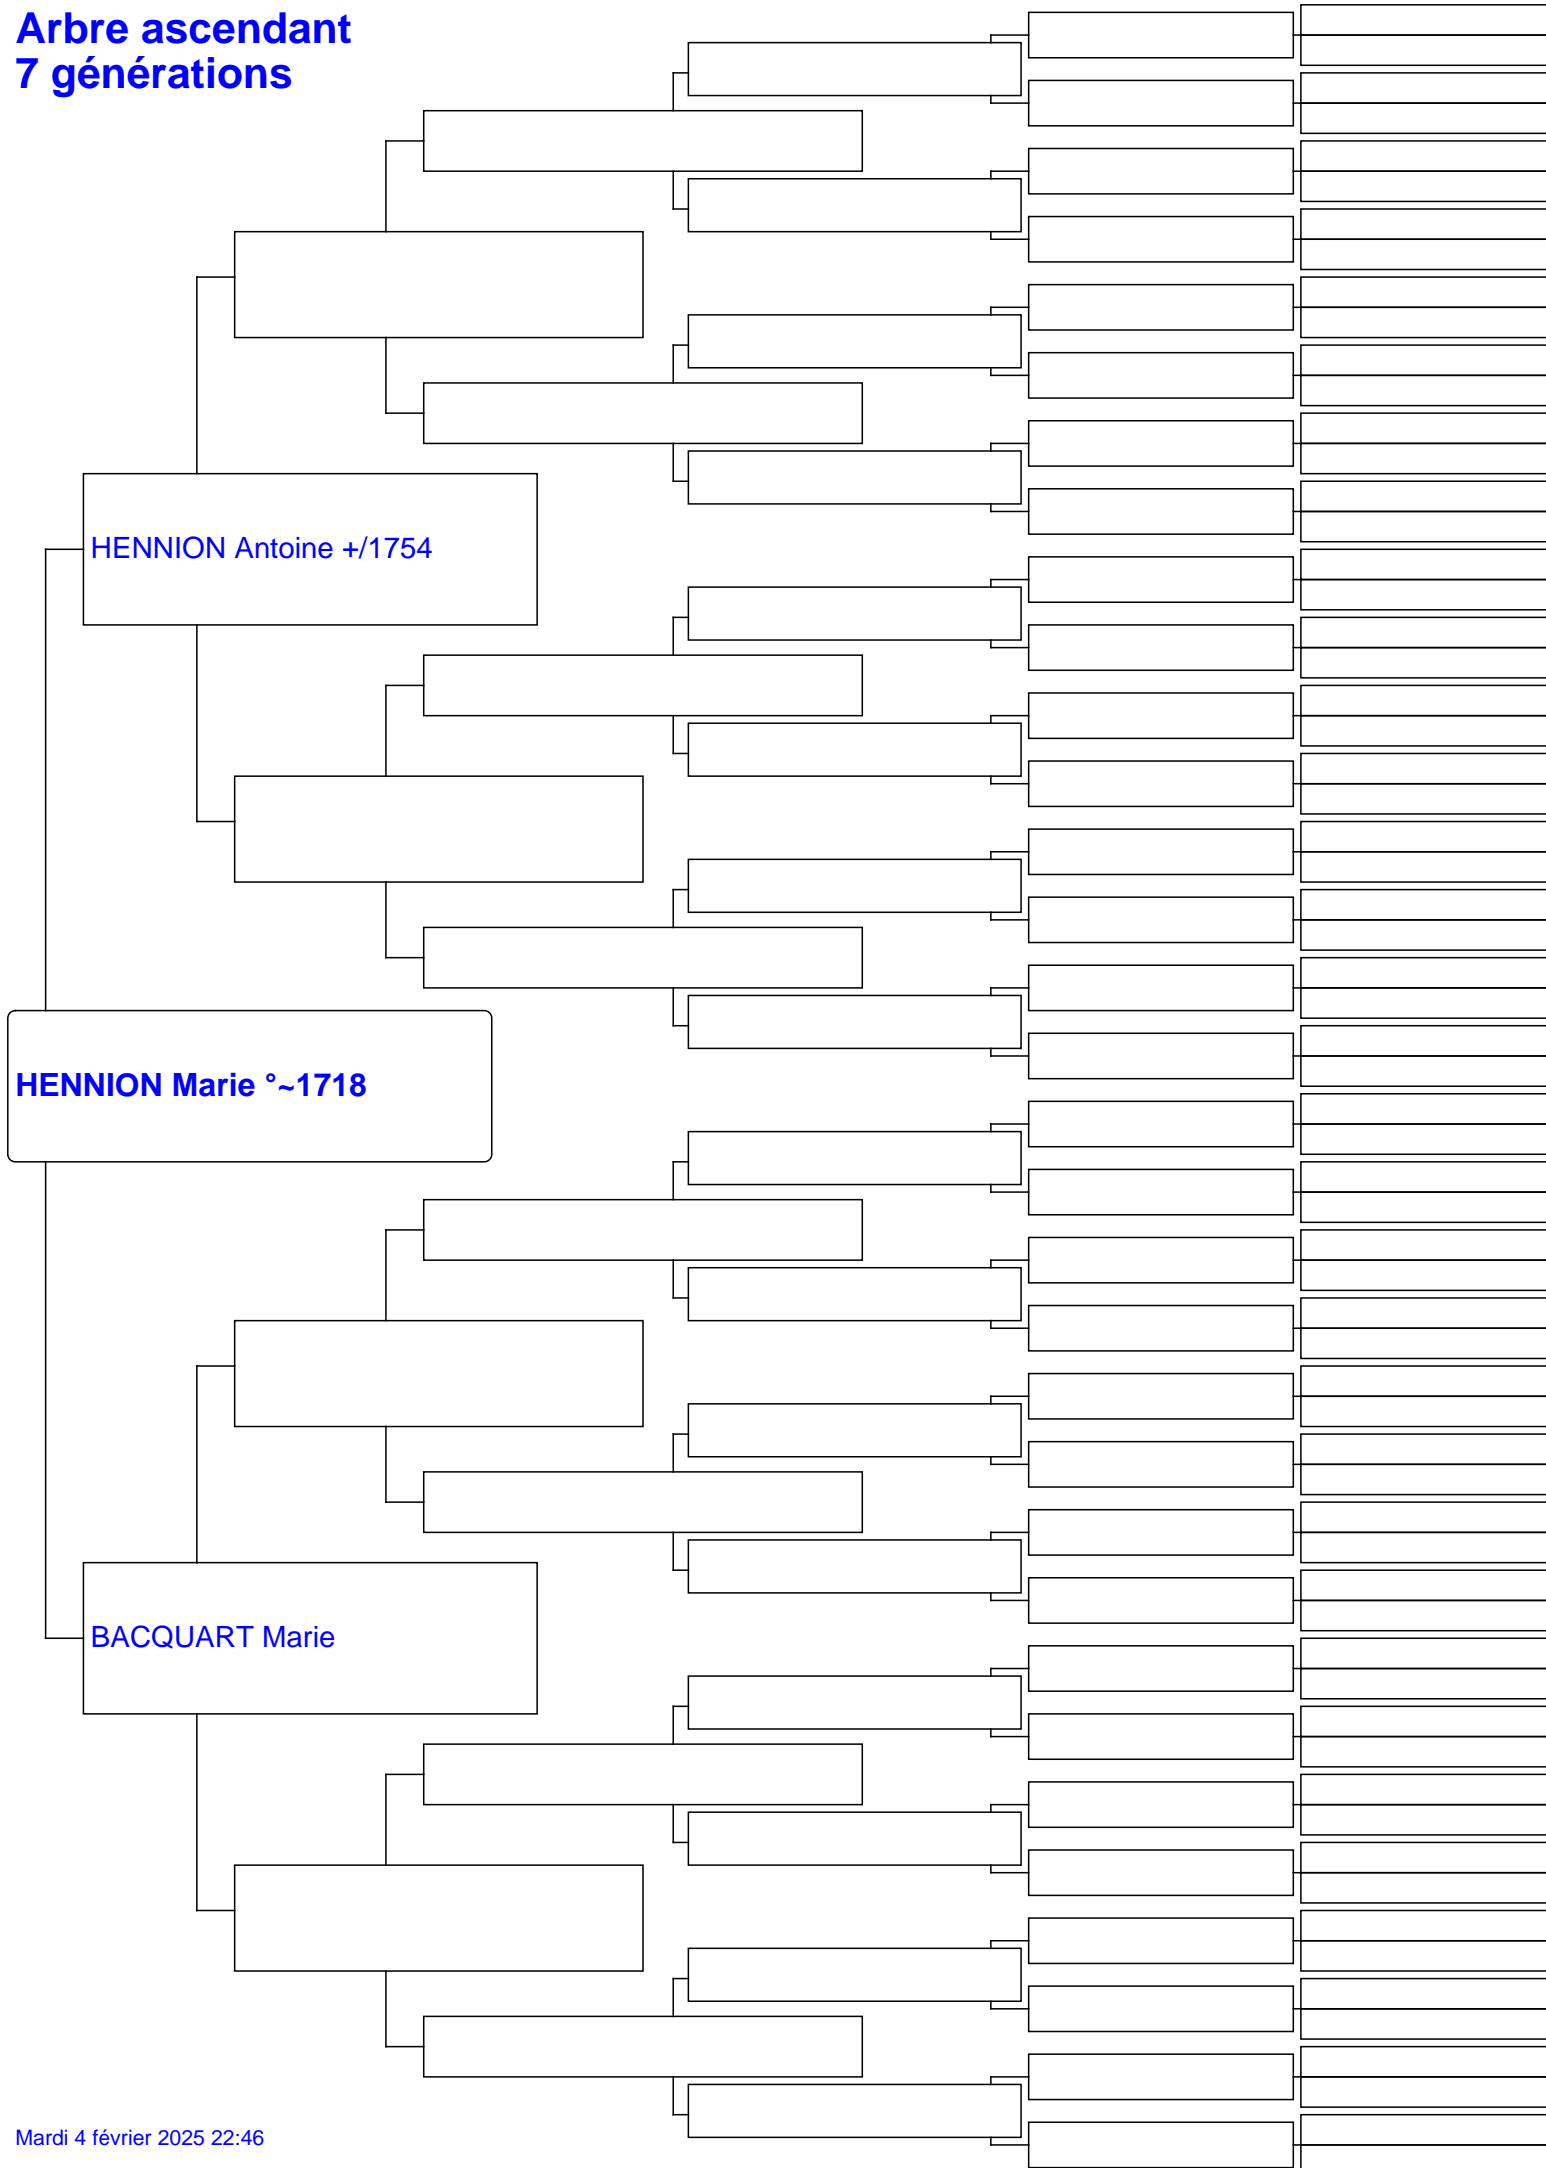 Arbre ascendant
7 générations
HENNION Antoine +/1754
HENNION Marie °~1718
BACQUART Marie
Mardi 4 février 2025 22:46